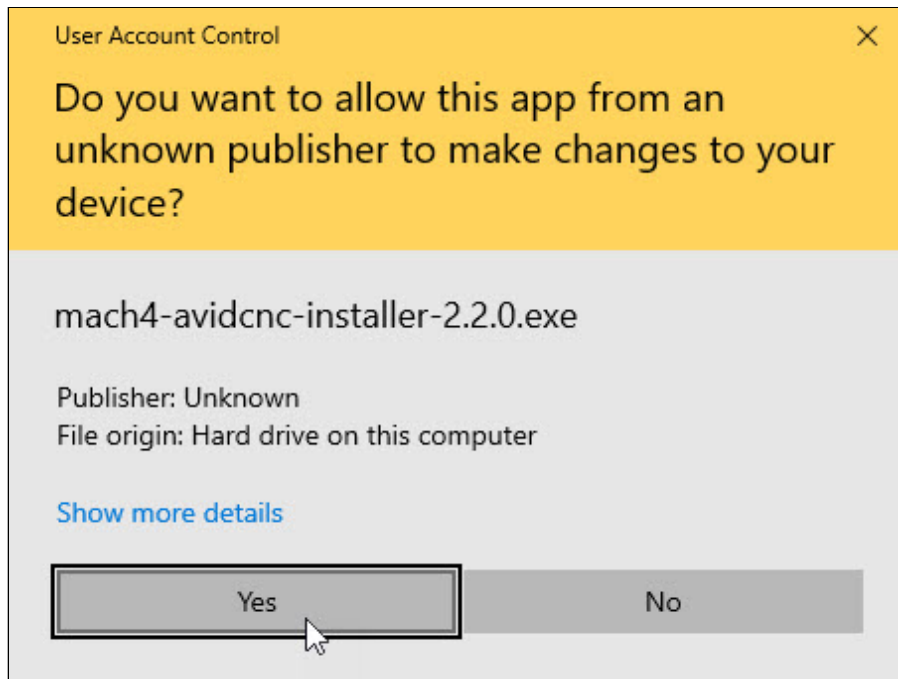 User Account Control
Do you want to allow this app from an
unknown publisher to make changes to your
device?
mach4-avidcnc-installer-2.2.0.exe
Publisher: Unknown
File origin: Hard drive on this computer
Show more details
Yes
No